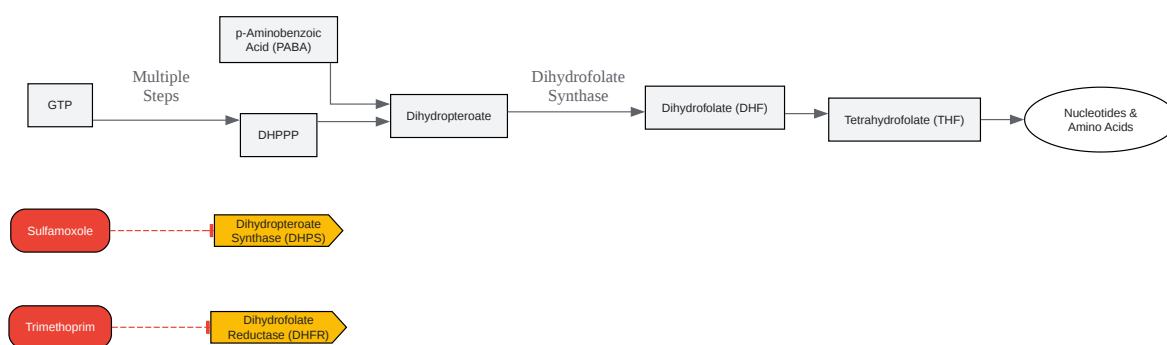 p-Aminobenzoic
Acid (PABA)
Multiple
Steps
Dihydrofolate
Synthase
GTP
DHPPP
Dihydropteroate
Dihydrofolate (DHF)
Tetrahydrofolate (THF)
Nucleotides &
Amino Acids
Sulfamoxole
Dihydropteroate
Synthase (DHPS)
Trimethoprim
Dihydrofolate
Reductase (DHFR)